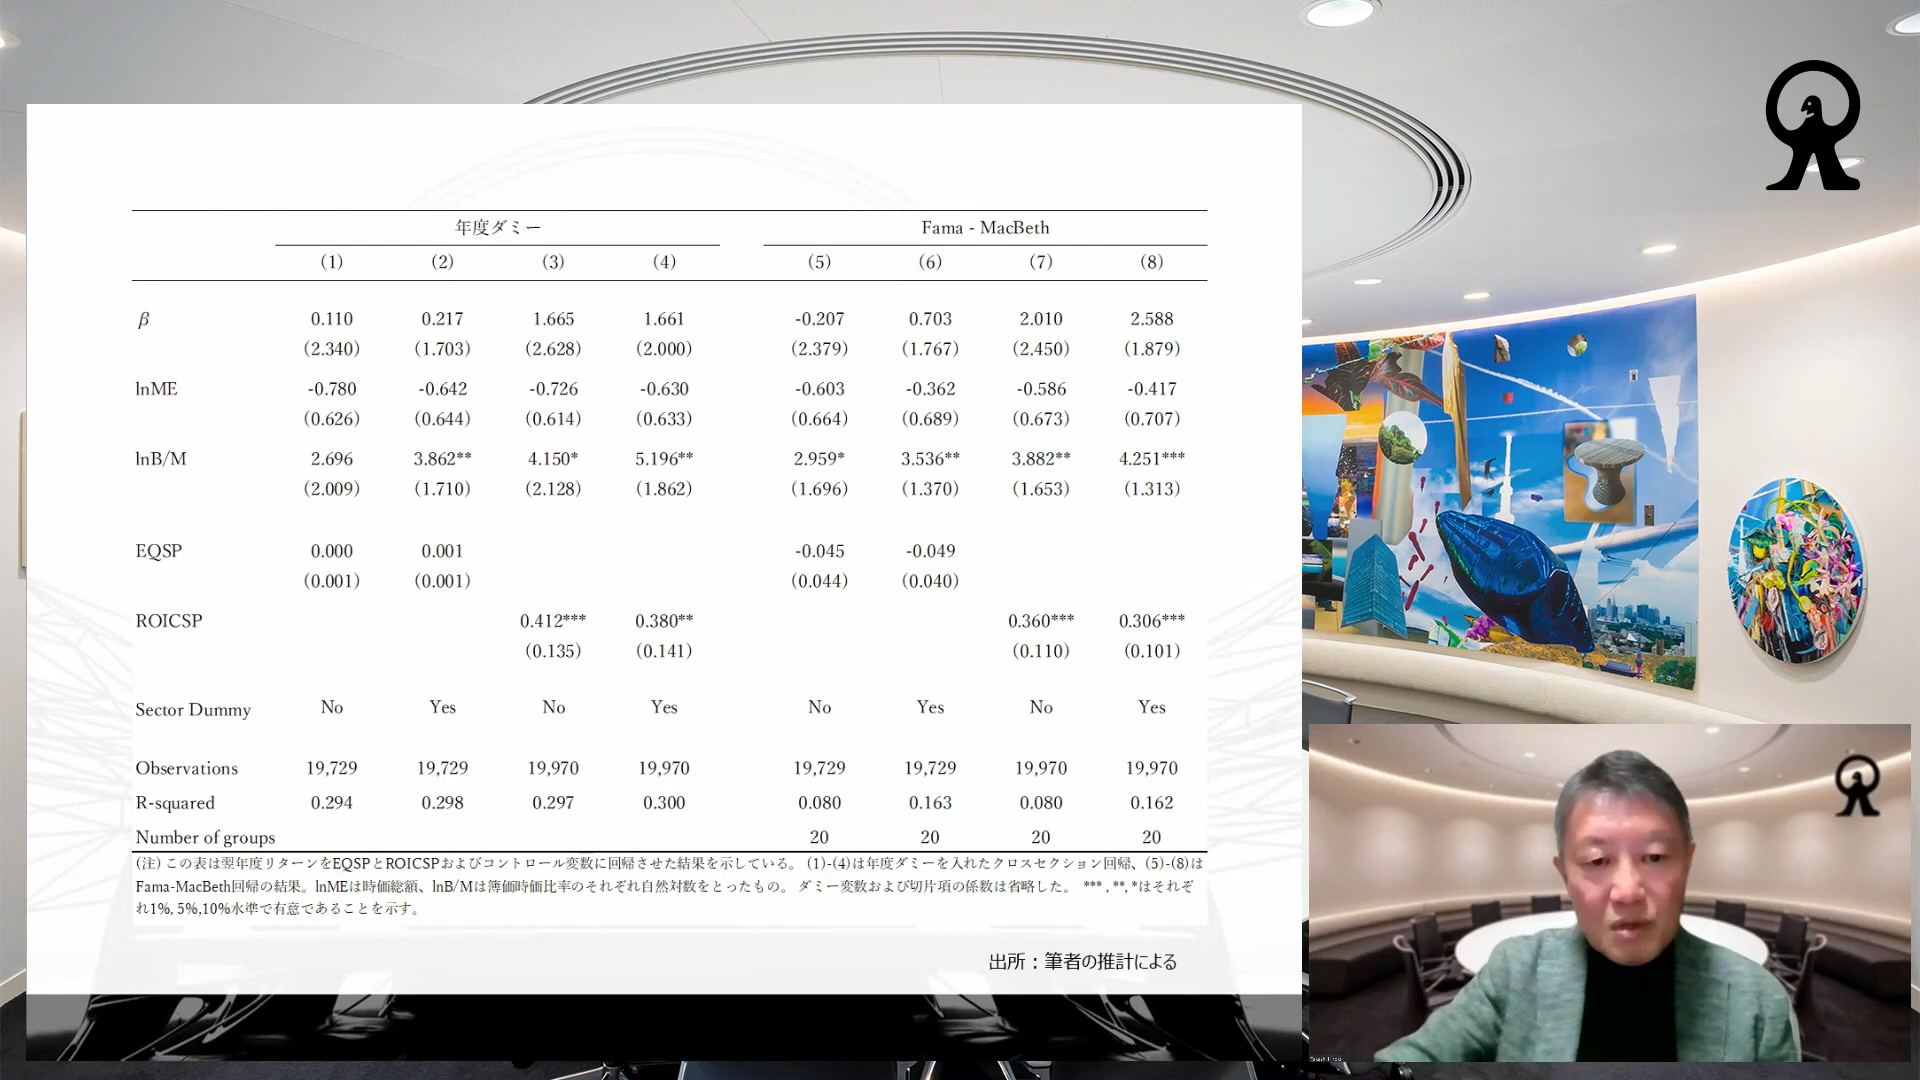 年度ダミー Fama - MacBeth
(1) (2) (3) (4) (5) (6) (7) (8)
β 0.110 0.217 1.665 1.661 -0.207 0.703 2.010 2.588
(2.340) (1.703) (2.628) (2.000) (2.379) (1.767) (2.450) (1.879)
lnME -0.780 -0.642 -0.726 -0.630 -0.603 -0.362 -0.586 -0.417
(0.626) (0.644) (0.614) (0.633) (0.664) (0.689) (0.673) (0.707)
lnB/M 2.696 3.862** 4.150* 5.196** 2.959* 3.536** 3.882** 4.251***
(2.009) (1.710) (2.128) (1.862) (1.696) (1.370) (1.653) (1.313)
EQSP 0.000 0.001 -0.045 -0.049
(0.001) (0.001) (0.044) (0.040)
ROICSP 0.412*** 0.380** 0.360*** 0.306***
(0.135) (0.141) (0.110) (0.101)
Sector Dummy No Yes No Yes No Yes No Yes
Observations 19,729 19,729 19,970 19,970 19,729 19,729 19,970 19,970
R-squared 0.294 0.298 0.297 0.300 0.080 0.163 0.080 0.162
Number of groups 20 20 20 20
(注) この表は翌年度リターンをEQSPとROICSPおよびコントロール変数に回帰させた結果を示している。 (1)-(4)は年度ダミーを入れたクロスセクション回帰、(5)-(8)は
Fama-MacBeth回帰の結果。lnMEは時価総額、lnB/Mは簿価時価比率のそれぞれ自然対数をとったもの。 ダミー変数および切片項の係数は省略した。 ***, **, *はそれぞ
れ1%, 5%,10%水準で有意であることを示す。
出所：筆者の推計による